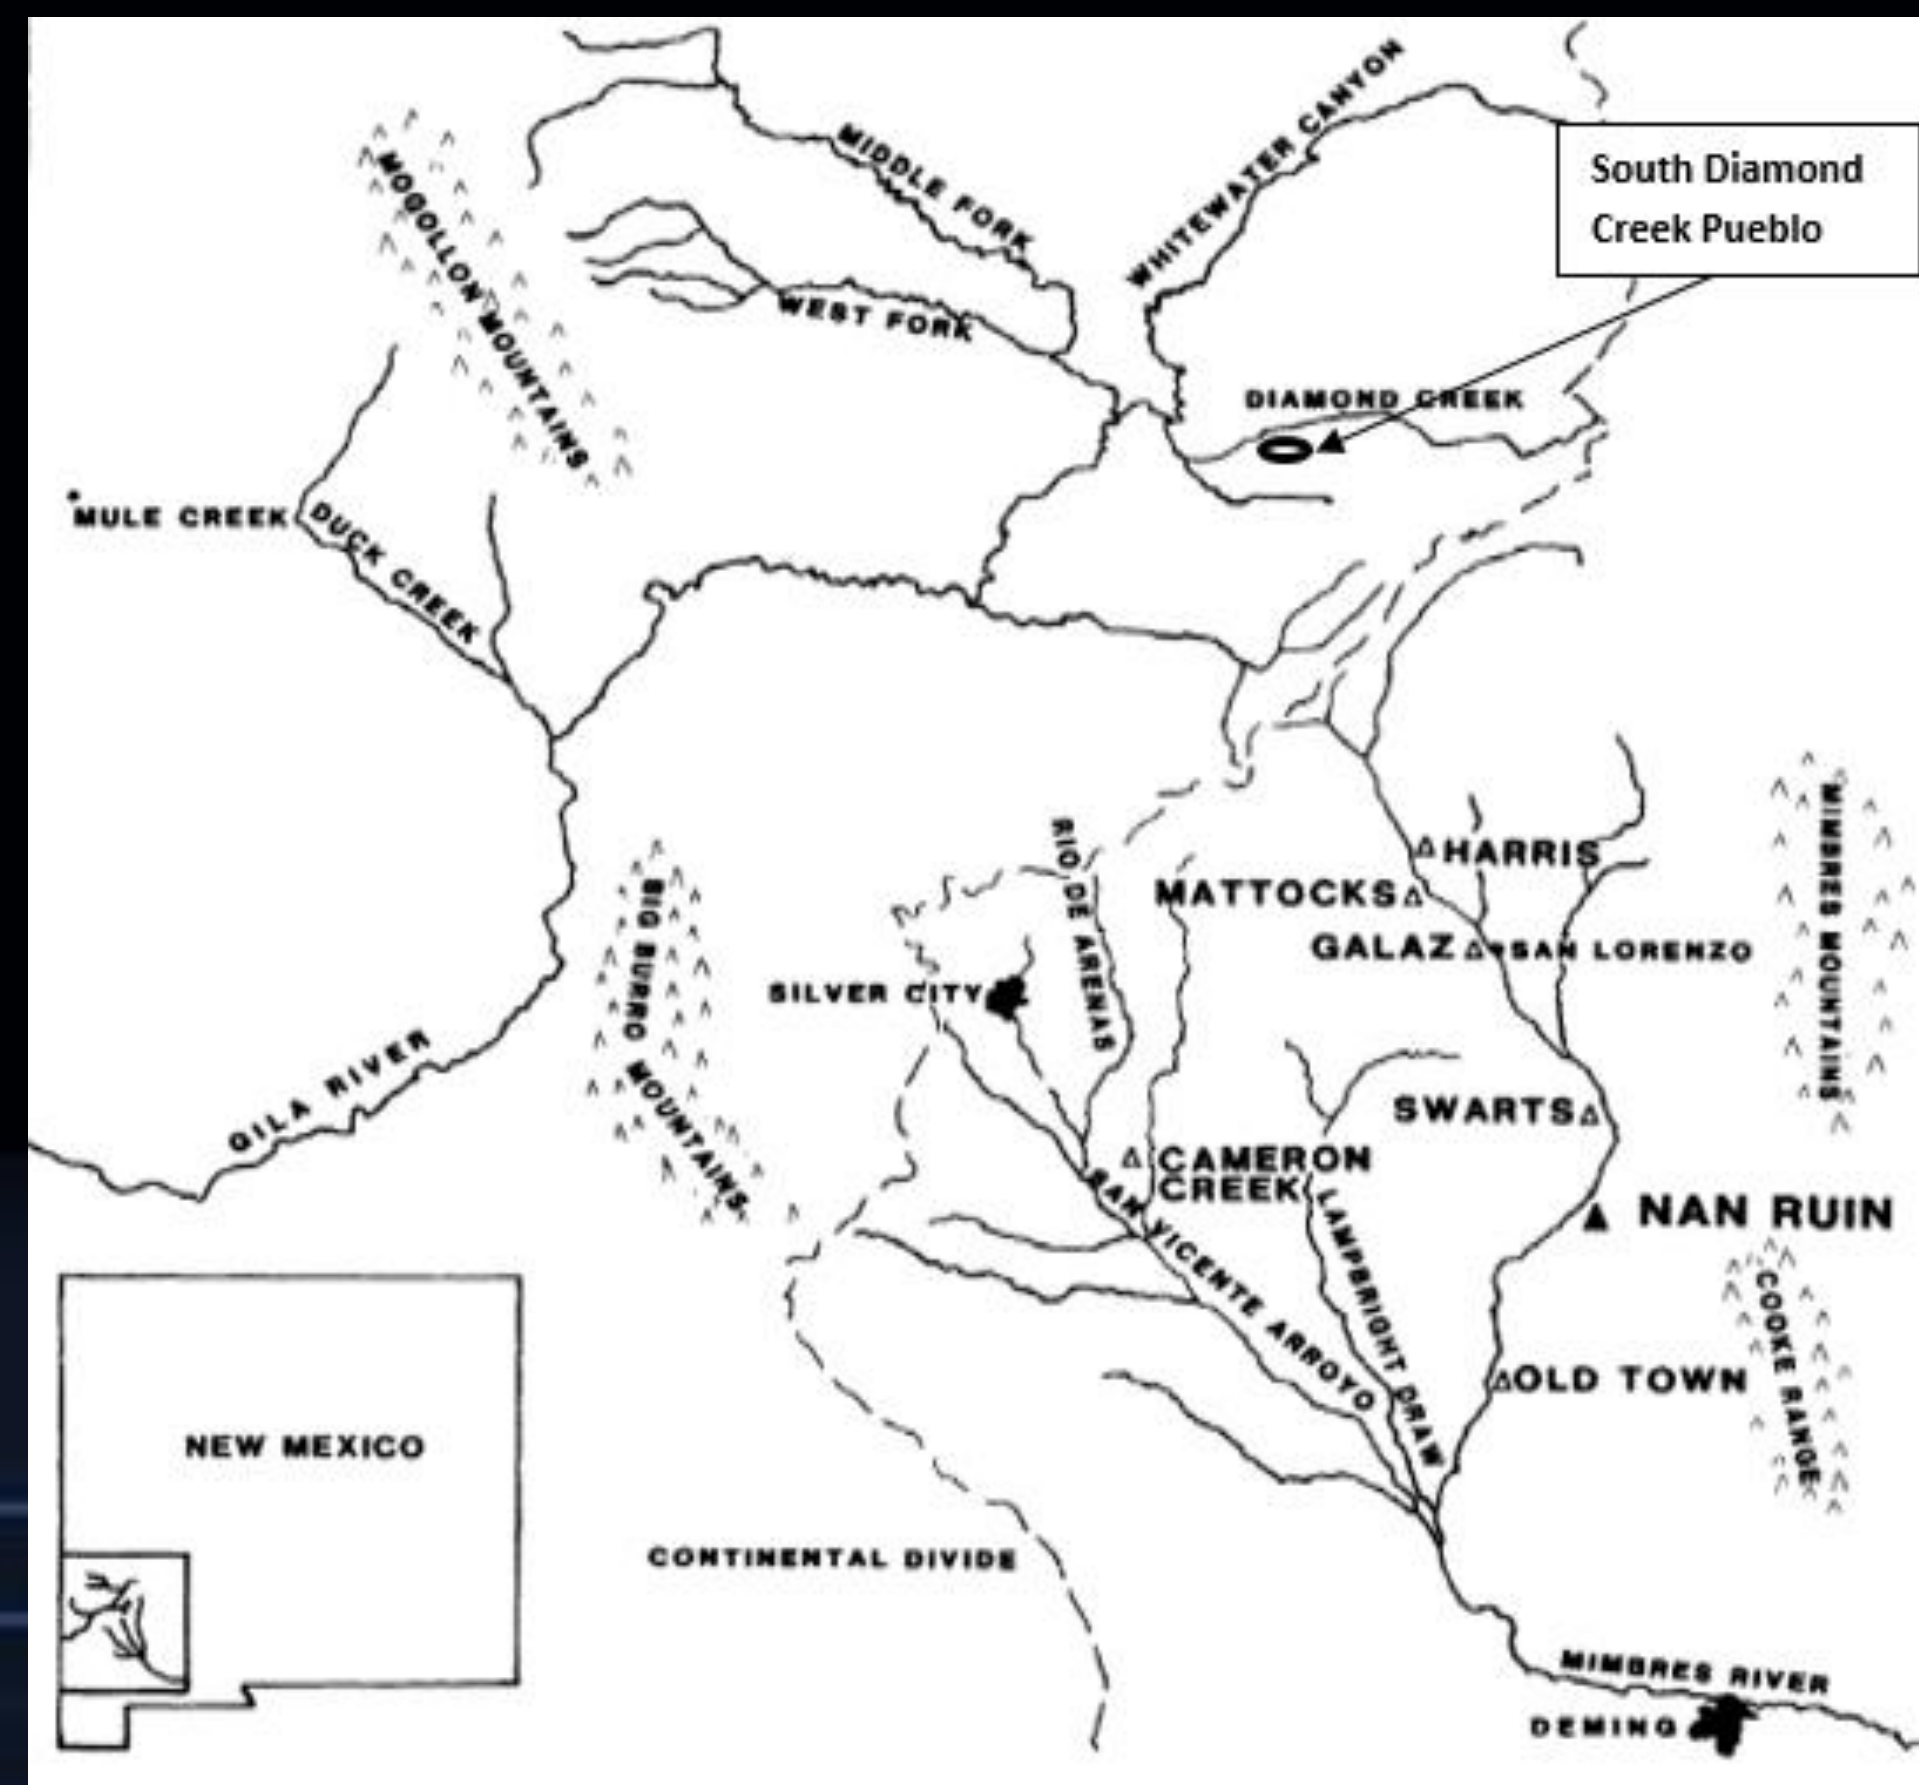 MIDDLE FORK
WHITEWATER CANYON
South Diamond
Creek Pueblo
MOGOLLON MOUNTAINS
WEST FORK
DIAMOND CREEK
MULE CREEK
DUCK CREEK
HARRIS
MATTOCKS
GALAZ
SAN LORENZO
MIMBRES MOUNTAINS
RIO DE ARENAS
BIG BURRO MOUNTAINS
SILVER CITY
GILA RIVER
SWARTS
CAMERON
CREEK
NAN RUIN
SAN VICENTE ARROYO
LAMPBRIGHT DRAW
COOKE RANGE
OLD TOWN
NEW MEXICO
CONTINENTAL DIVIDE
MIMBRES RIVER
DEMING